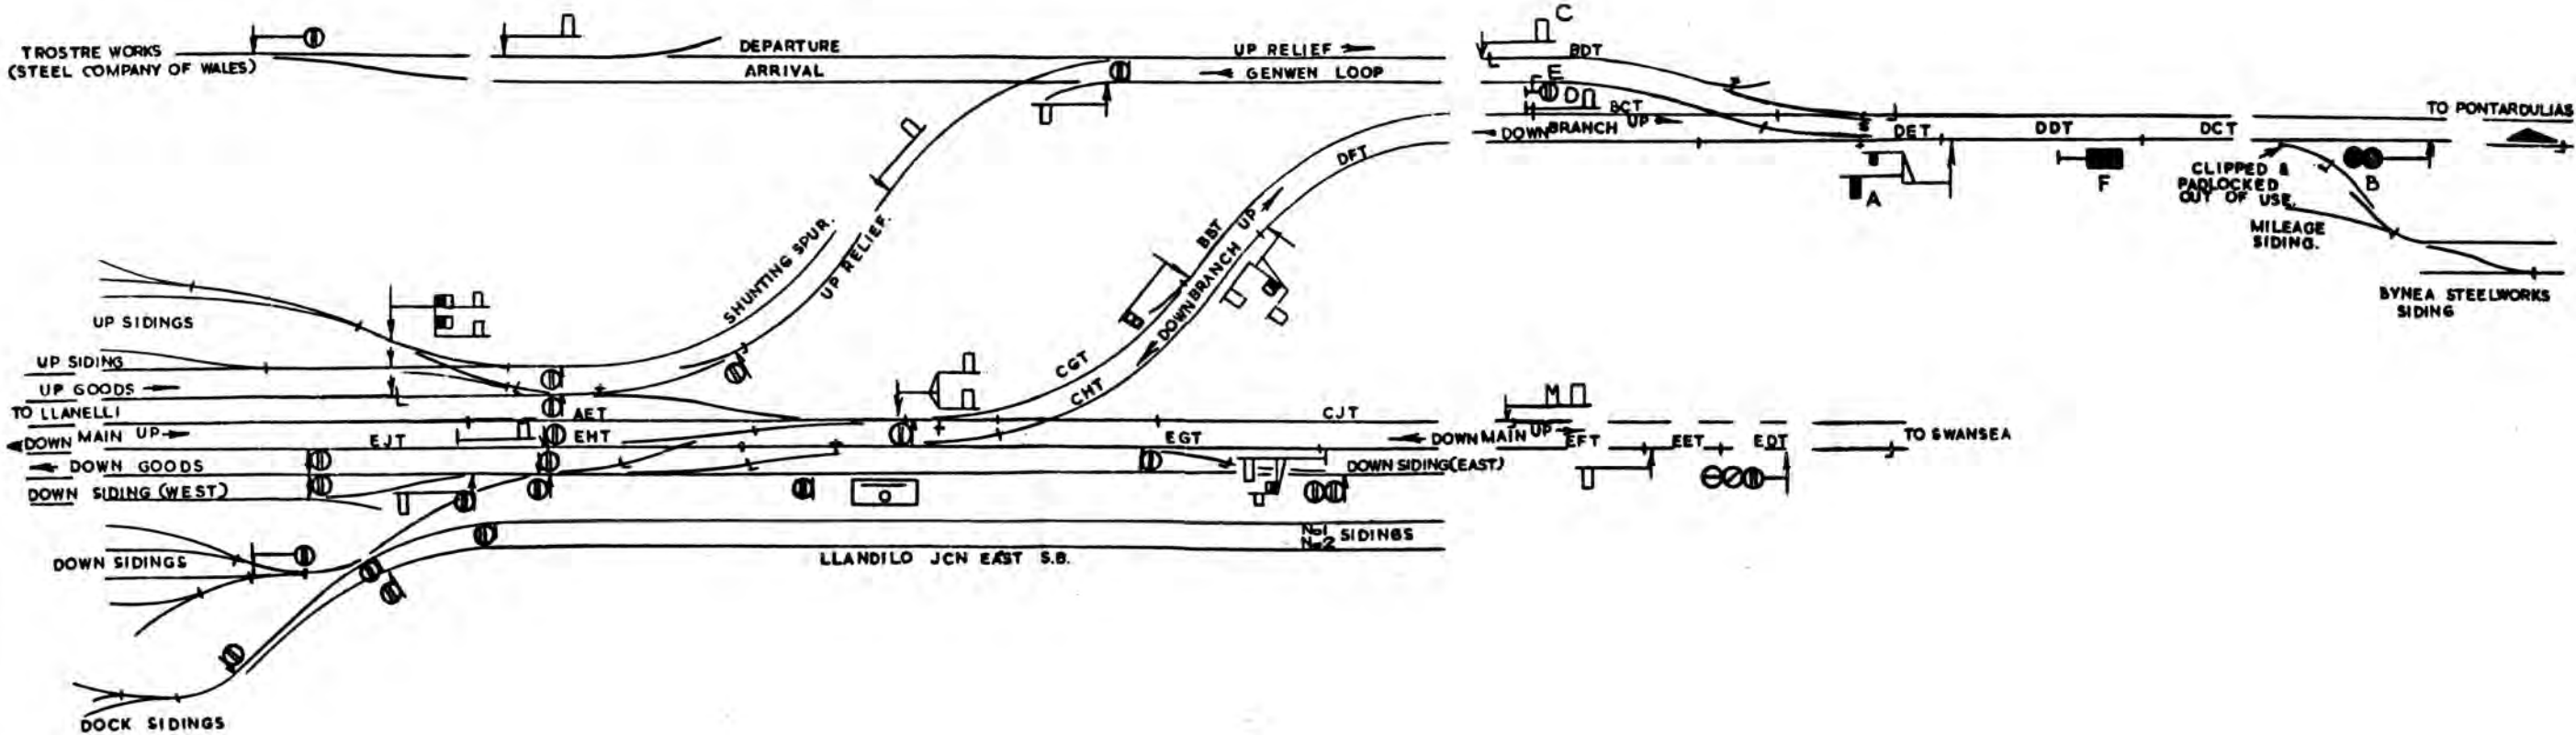 TROSTRE WORKS
(STEEL COMPANY OF WALES)
DEPARTURE
ARRIVAL
UP RELIEF
GENWEN LOOP
C
BDT
E
D
BCT
DOWN BRANCH UP
DET
DDT
DCT
TO PONTARDULIAS
A
F
CLIPPED &
PADLOCKED
OUT OF USE.
B
MILEAGE
SIDING.
BYNEA STEELWORKS
SIDING
DFT
BBT
DOWN BRANCH UP
SHUNTING SPUR.
UP RELIEF.
CGT
CHT
UP SIDINGS
UP SIDING
UP GOODS
TO LLANELLI
DOWN MAIN UP
DOWN GOODS
DOWN SIDING (WEST)
AET
EJT
EHT
CJT
EGT
M
DOWN MAIN UP
EFT
EET
EDT
TO SWANSEA
DOWN SIDING (EAST)
No1
No2
SIDINGS
DOWN SIDINGS
LLANDILO JCN EAST S.B.
DOCK SIDINGS
L
L